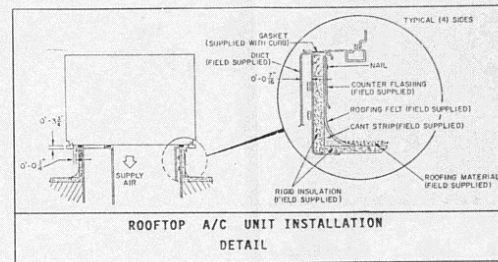 TYPICAL (4) SIDES
GASKET
(SUPPLIED WITH CURB)
DUCT
(FIELD SUPPLIED)
NAIL
COUNTER FLASHING
(FIELD SUPPLIED)
ROOFING FELT (FIELD SUPPLIED)
CANT STRIP(FIELD SUPPLIED)
ROOFING MATERIAL
(FIELD SUPPLIED)
RIGID INSULATION
(FIELD SUPPLIED)
SUPPLY
AIR
ROOFTOP A/C UNIT INSTALLATION
DETAIL